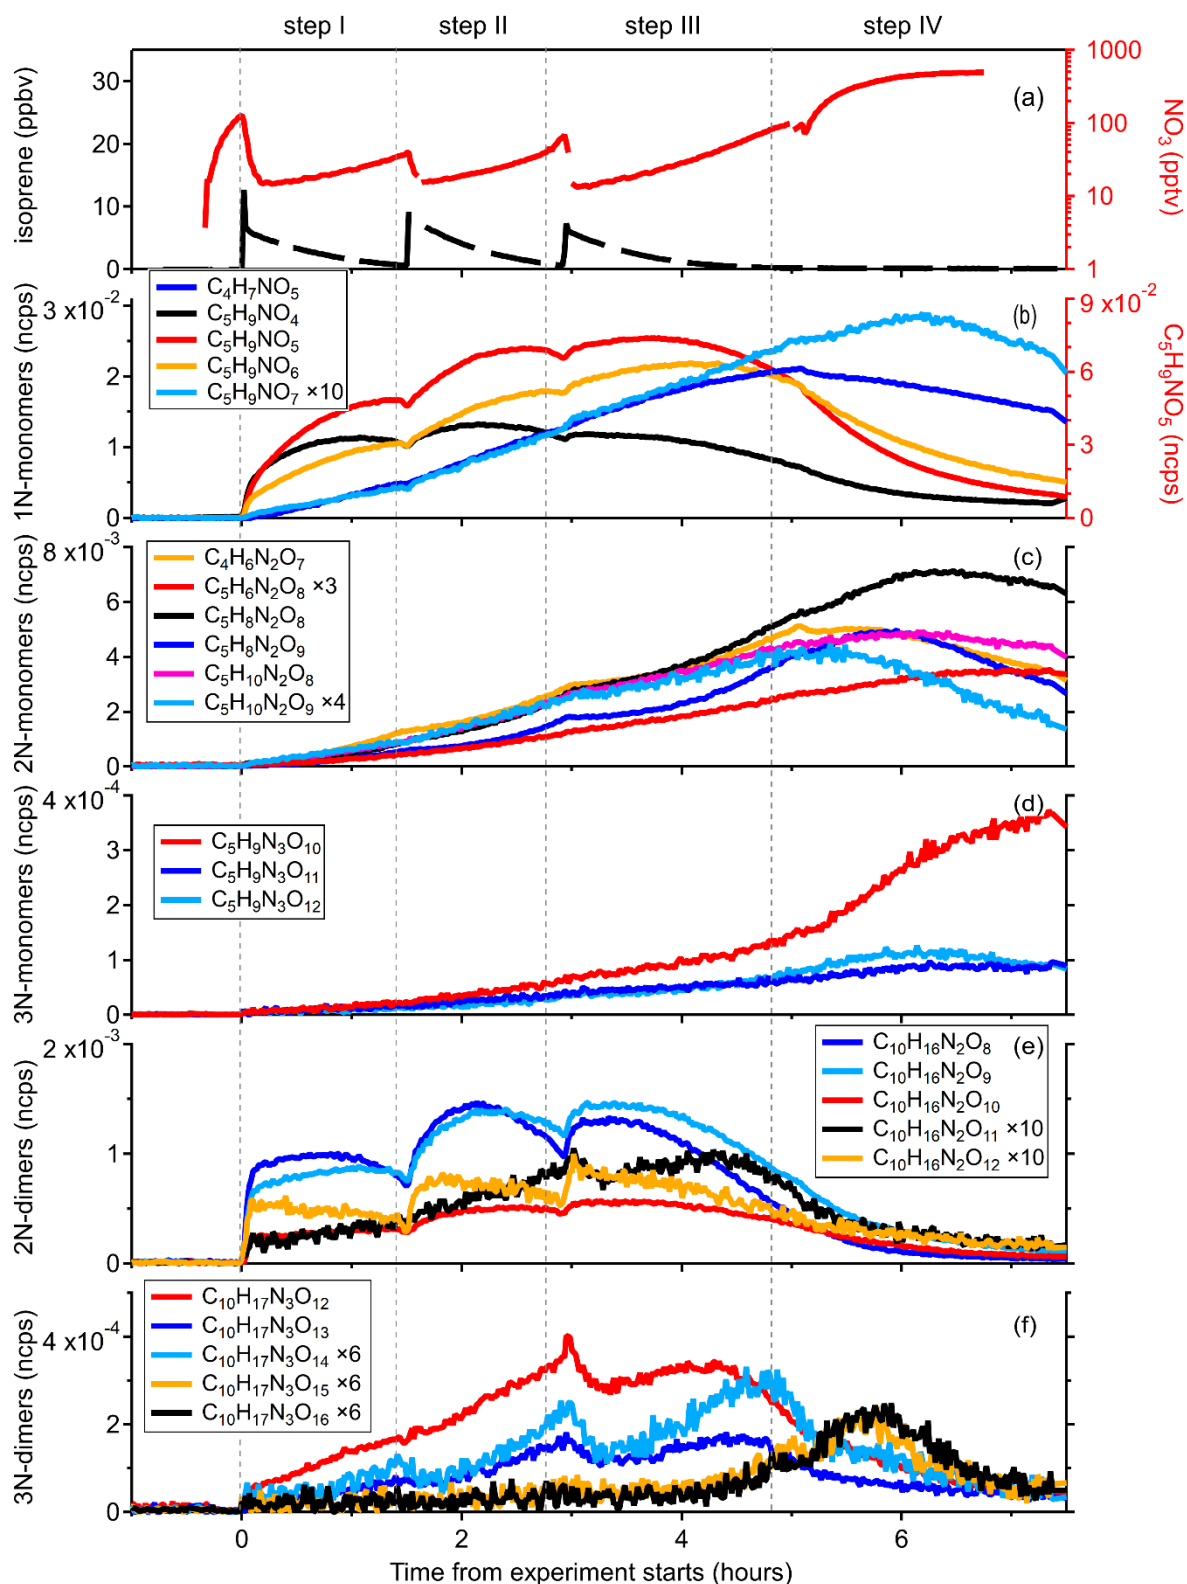 step I step II step III step IV
isoprene (ppbv)
30
20
10
0
(a)
1000
100
10
1
NO₃ (pptv)
1N-monomers (ncps)
3 x10⁻²
2
1
0
C₄H₇NO₅
C₅H₉NO₄
C₅H₉NO₅
C₅H₉NO₆
C₅H₉NO₇ ×10
(b)
9 x10⁻²
6
3
0
C₅H₉NO₅ (ncps)
2N-monomers (ncps)
8 x10⁻³
6
4
2
0
C₄H₆N₂O₇
C₅H₆N₂O₈ ×3
C₅H₈N₂O₈
C₅H₈N₂O₉
C₅H₁₀N₂O₈
C₅H₁₀N₂O₉ ×4
(c)
3N-monomers (ncps)
4 x10⁻⁴
3
2
1
0
C₅H₉N₃O₁₀
C₅H₉N₃O₁₁
C₅H₉N₃O₁₂
(d)
2N-dimers (ncps)
2 x10⁻³
1
0
(e)
C₁₀H₁₆N₂O₈
C₁₀H₁₆N₂O₉
C₁₀H₁₆N₂O₁₀
C₁₀H₁₆N₂O₁₁ ×10
C₁₀H₁₆N₂O₁₂ ×10
3N-dimers (ncps)
4 x10⁻⁴
2
0
C₁₀H₁₇N₃O₁₂
C₁₀H₁₇N₃O₁₃
C₁₀H₁₇N₃O₁₄ ×6
C₁₀H₁₇N₃O₁₅ ×6
C₁₀H₁₇N₃O₁₆ ×6
(f)
0 2 4 6
Time from experiment starts (hours)